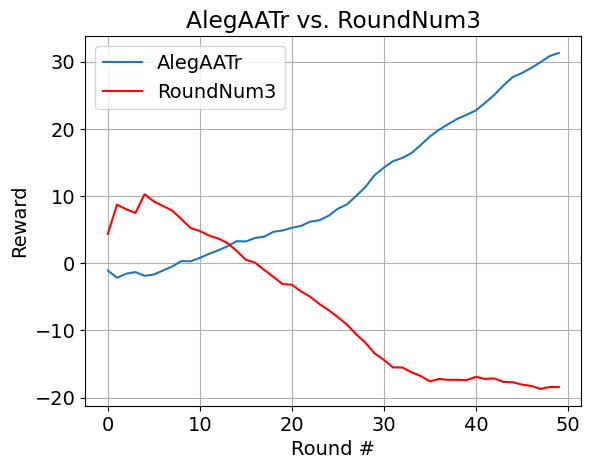 AlegAATr vs. RoundNum3
AlegAATr
RoundNum3
Reward
30
20
10
0
−10
−20
0 10 20 30 40 50
Round #